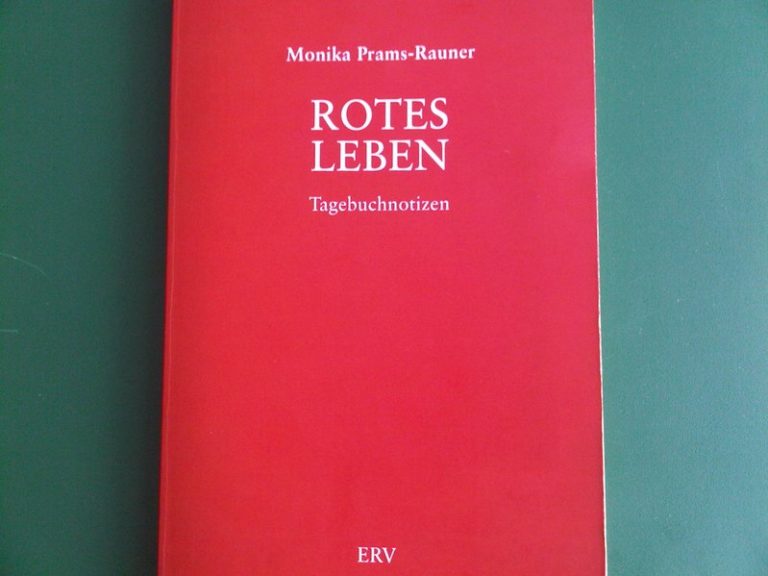 Monika Prams-Rauner
ROTES
LEBEN
Tagebuchnotizen
ERV